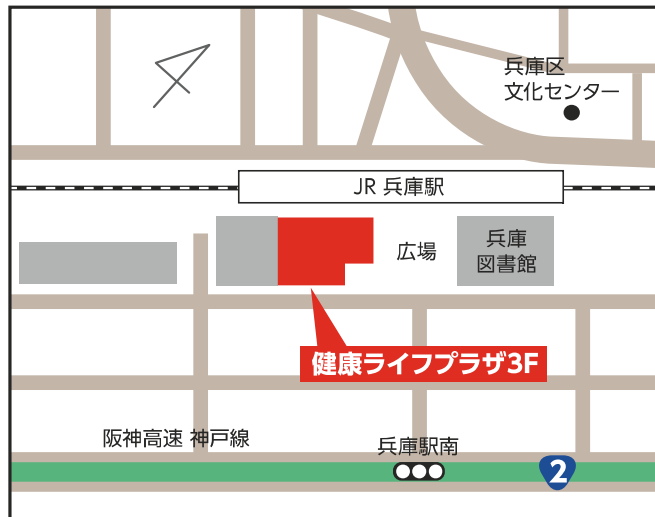 兵庫区
文化センター
JR 兵庫駅
広場
兵庫
図書館
健康ライフプラザ3F
阪神高速 神戸線
兵庫駅南
2